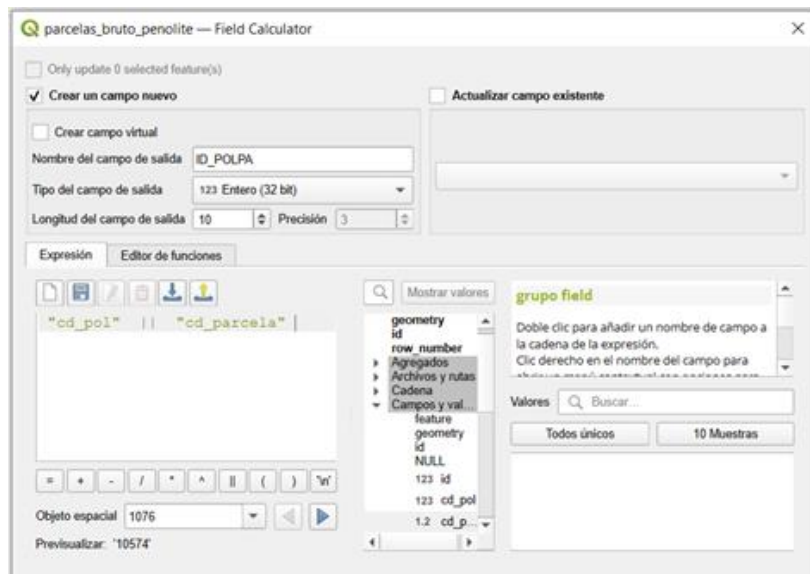 parcelas_bruto_penolite — Field Calculator
Only update 0 selected feature(s)
Crear un campo nuevo
Actualizar campo existente
Crear campo virtual
Nombre del campo de salida ID_POLPA
Tipo del campo de salida 123 Entero (32 bit)
Longitud del campo de salida 10 Precisión 3
Expresión Editor de funciones
Mostrar valores
"cd_pol" || "cd_parcela"
geometry
id
row_number
Agregados
Archivos y rutas
Cadena
Campos y val...
feature
geometry
id
NULL
123 id
123 cd_pol
1.2 cd_p...
grupo field
Doble clic para añadir un nombre de campo a
la cadena de la expresión.
Clic derecho en el nombre del campo para
Valores Buscar...
Todos únicos 10 Muestras
= + - / * ^ || ( ) '\n'
Objeto espacial 1076
Previsualizar: '10574'